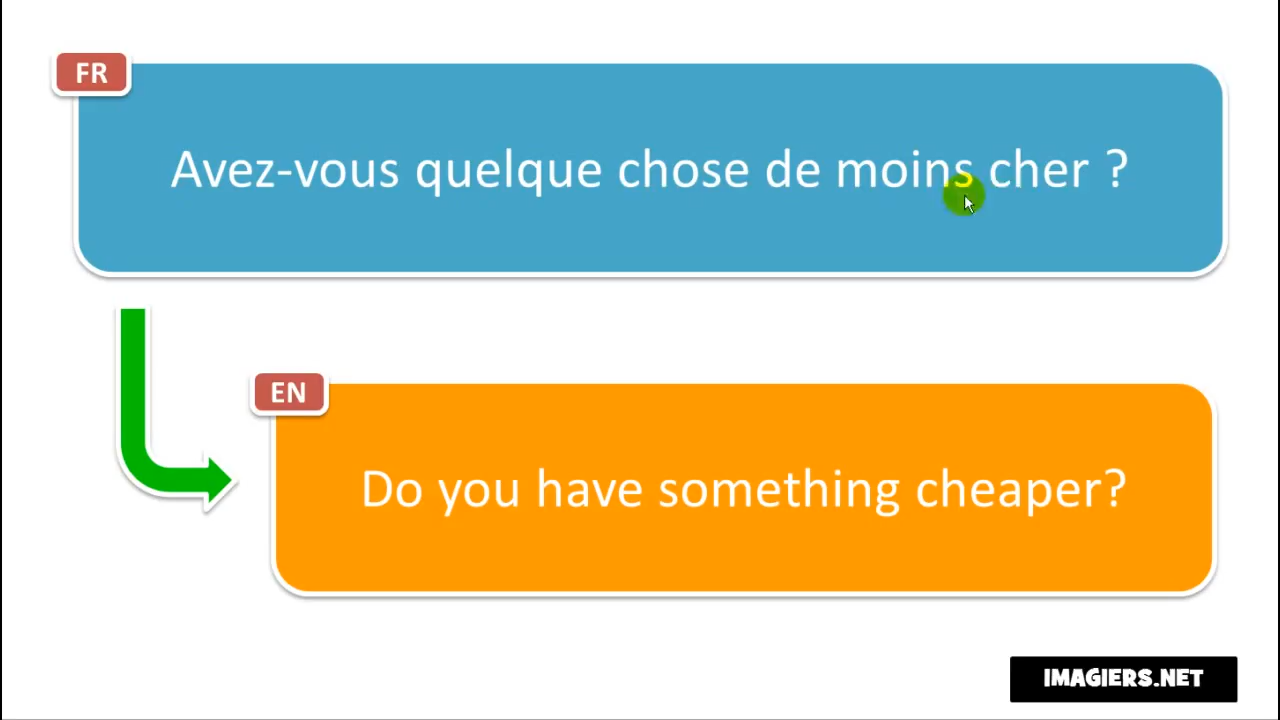 FR
Avez-vous quelque chose de moins cher ?
EN
Do you have something cheaper?
IMAGIERS.NET